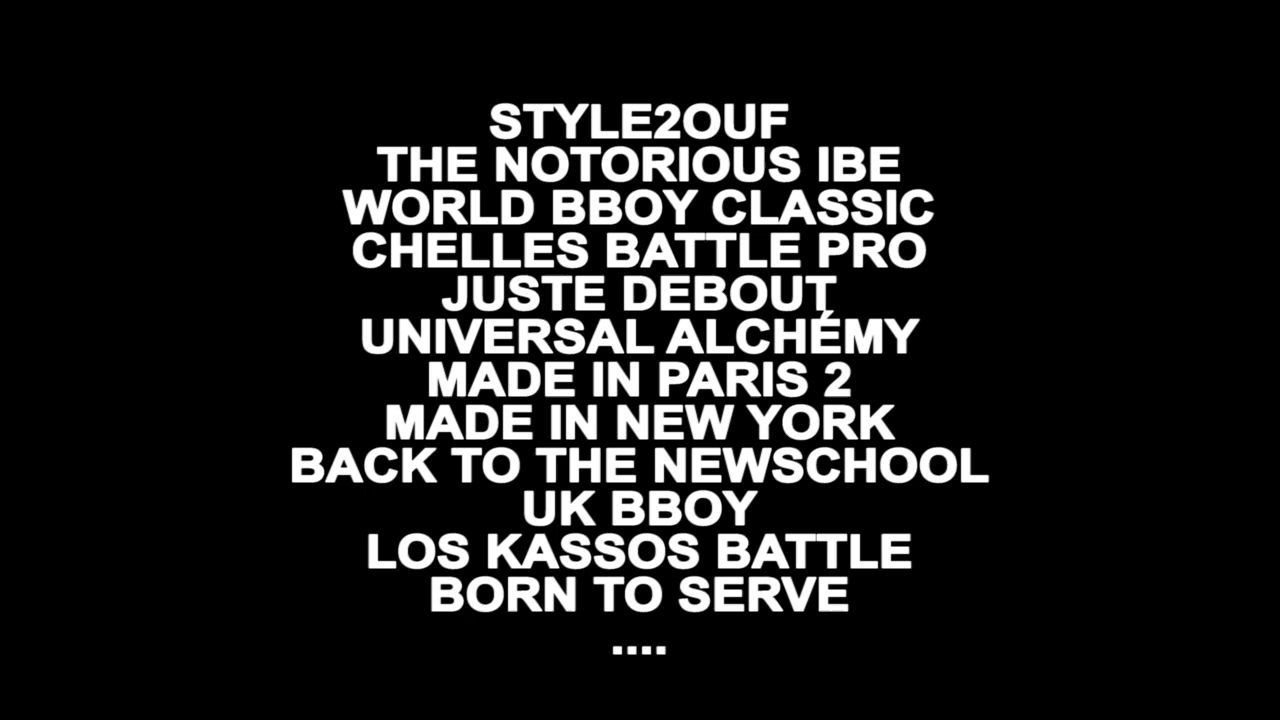 STYLE2OUF
THE NOTORIOUS IBE
WORLD BBOY CLASSIC
CHELLES BATTLE PRO
JUSTE DEBOUT
UNIVERSAL ALCHÉMY
MADE IN PARIS 2
MADE IN NEW YORK
BACK TO THE NEWSCHOOL
UK BBOY
LOS KASSOS BATTLE
BORN TO SERVE
....